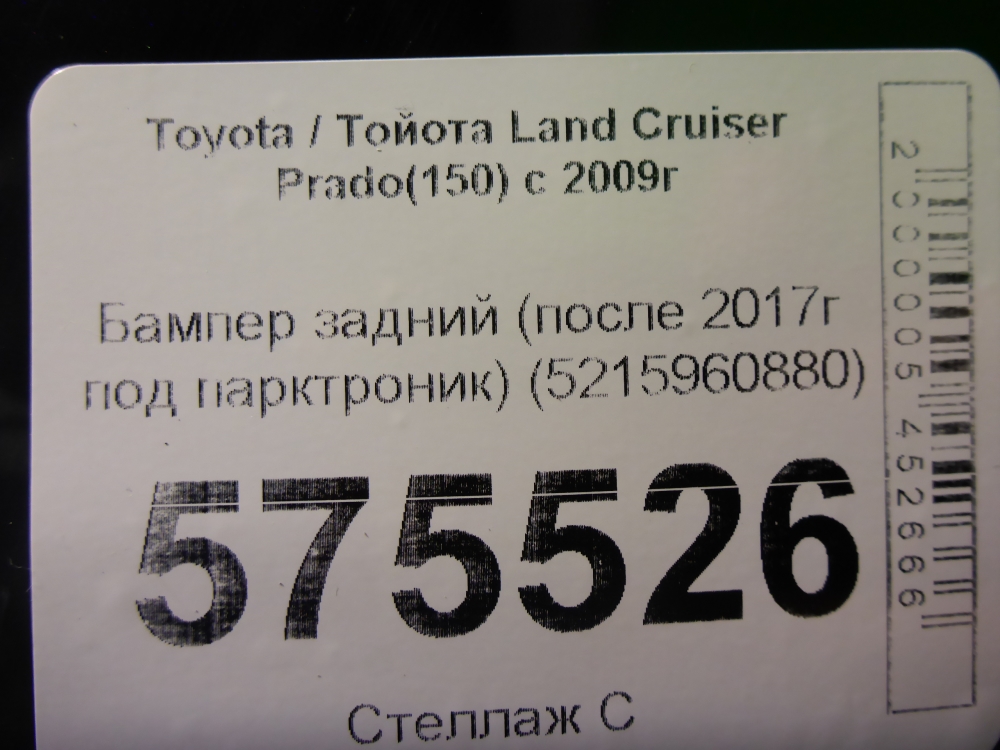 Toyota / Тойота Land Cruiser
Prado(150) с 2009г
Бампер задний (после 2017г
под парктроник) (5215960880)
575526
Стеллаж С
2000005452666